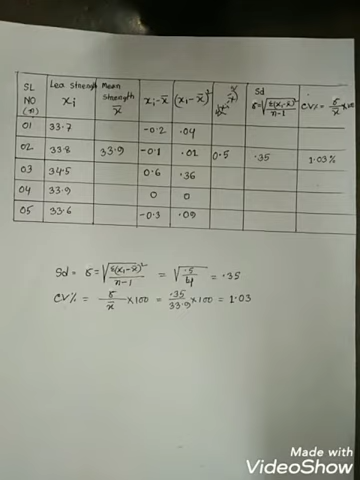 SL NO (n) Lea Strength xi Mean Strength x̄ xi-x̄ (xi-x̄)² Sd σ=√Σ(xi-x̄)²/n-1 CV%=σ/x̄×100
01 33.7 -0.2 .04
02 33.8 33.9 -0.1 .01 0.5 .35 1.03%
03 34.5 0.6 .36
04 33.9 0 0
05 33.6 -0.3 .09
Sd = σ=√Σ(xi-x̄)²/n-1 = √.5/4 = .35
CV% = σ/x̄ ×100 = .35/33.9 ×100 = 1.03
Made with
VideoShow